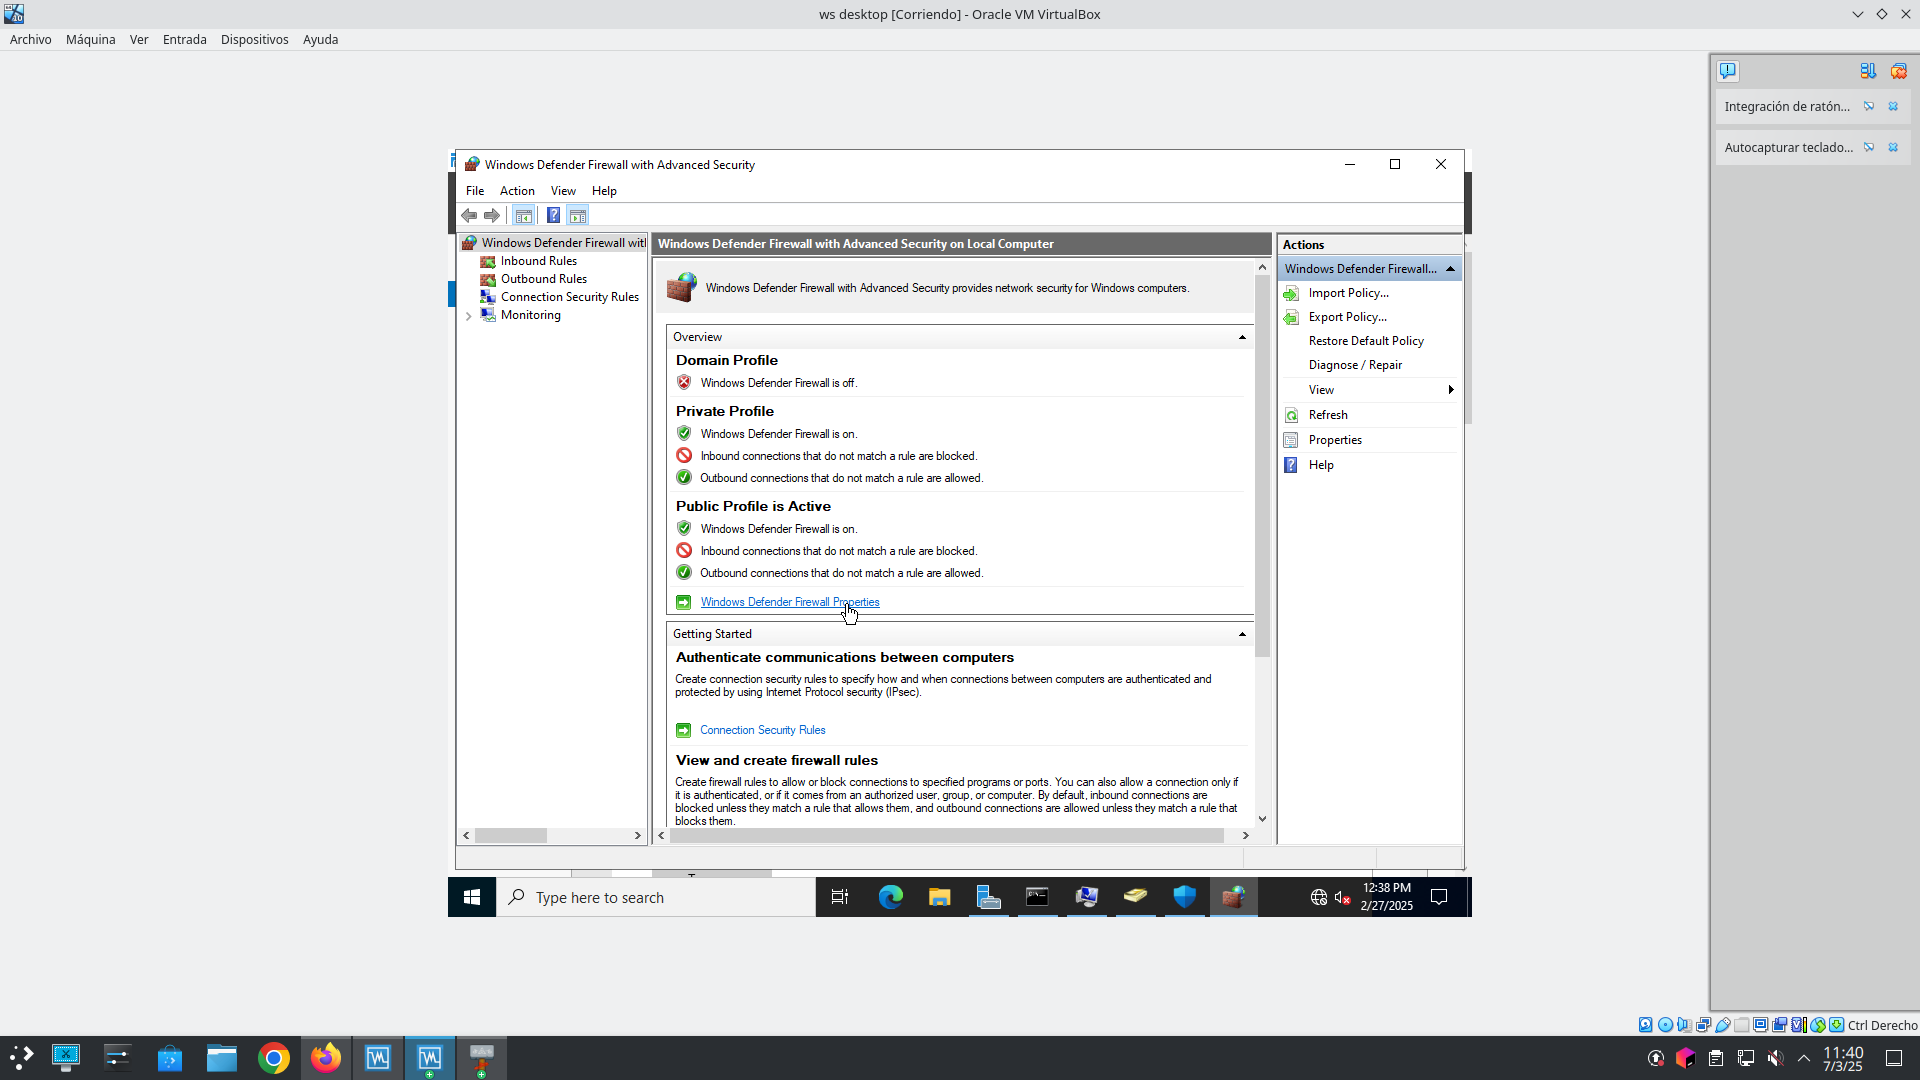 ws desktop [Corriendo] - Oracle VM VirtualBox
Archivo Máquina Ver Entrada Dispositivos Ayuda
Integración de ratón...
Autocapturar teclado...
Windows Defender Firewall with Advanced Security
File Action View Help
Windows Defender Firewall wit
Inbound Rules
Outbound Rules
Connection Security Rules
Monitoring
Windows Defender Firewall with Advanced Security on Local Computer
Windows Defender Firewall with Advanced Security provides network security for Windows computers.
Overview
Domain Profile
Windows Defender Firewall is off.
Private Profile
Windows Defender Firewall is on.
Inbound connections that do not match a rule are blocked.
Outbound connections that do not match a rule are allowed.
Public Profile is Active
Windows Defender Firewall is on.
Inbound connections that do not match a rule are blocked.
Outbound connections that do not match a rule are allowed.
Windows Defender Firewall Properties
Getting Started
Authenticate communications between computers
Create connection security rules to specify how and when connections between computers are authenticated and
protected by using Internet Protocol security (IPsec).
Connection Security Rules
View and create firewall rules
Create firewall rules to allow or block connections to specified programs or ports. You can also allow a connection only if
it is authenticated, or if it comes from an authorized user, group, or computer. By default, inbound connections are
blocked unless they match a rule that allows them, and outbound connections are allowed unless they match a rule that
blocks them.
Actions
Windows Defender Firewall...
Import Policy...
Export Policy...
Restore Default Policy
Diagnose / Repair
View
Refresh
Properties
Help
Type here to search
12:38 PM
2/27/2025
Ctrl Derecho
11:40
7/3/25